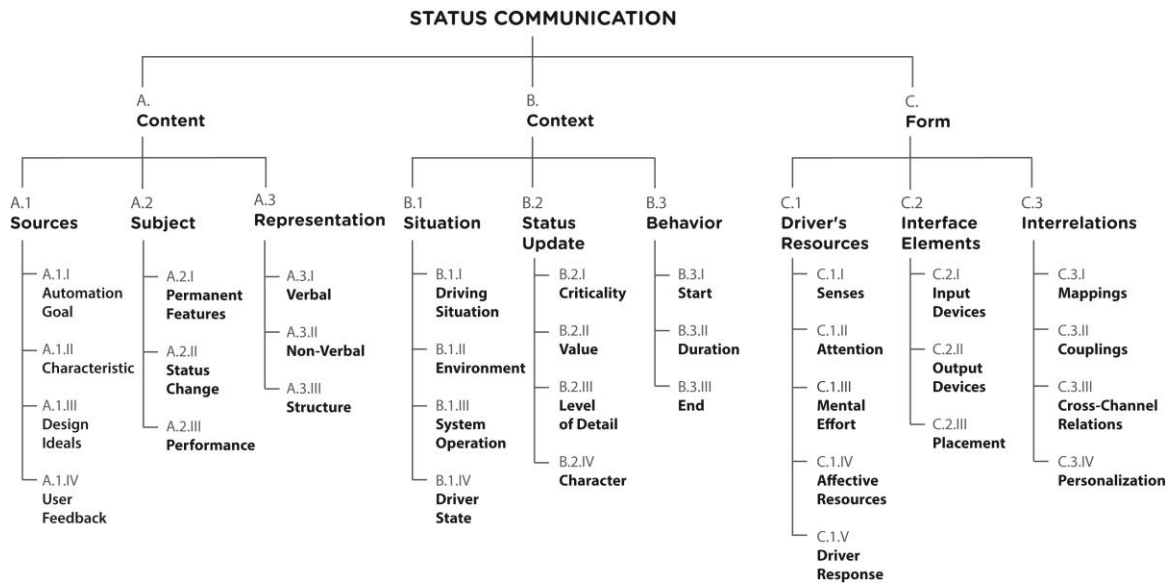 STATUS COMMUNICATION
A.
Content
B.
Context
C.
Form
A.1
Sources
A.2
Subject
A.3
Representation
B.1
Situation
B.2
Status
Update
B.3
Behavior
C.1
Driver's
Resources
C.2
Interface
Elements
C.3
Interrelations
A.1.I
Automation
Goal
A.1.II
Characteristic
A.1.III
Design
Ideals
A.1.IV
User
Feedback
A.2.I
Permanent
Features
A.2.II
Status
Change
A.2.III
Performance
A.3.I
Verbal
A.3.II
Non-Verbal
A.3.III
Structure
B.1.I
Driving
Situation
B.1.II
Environment
B.1.III
System
Operation
B.1.IV
Driver
State
B.2.I
Criticality
B.2.II
Value
B.2.III
Level
of Detail
B.2.IV
Character
B.3.I
Start
B.3.II
Duration
B.3.III
End
C.1.I
Senses
C.1.II
Attention
C.1.III
Mental
Effort
C.1.IV
Affective
Resources
C.1.V
Driver
Response
C.2.I
Input
Devices
C.2.II
Output
Devices
C.2.III
Placement
C.3.I
Mappings
C.3.II
Couplings
C.3.III
Cross-Channel
Relations
C.3.IV
Personalization